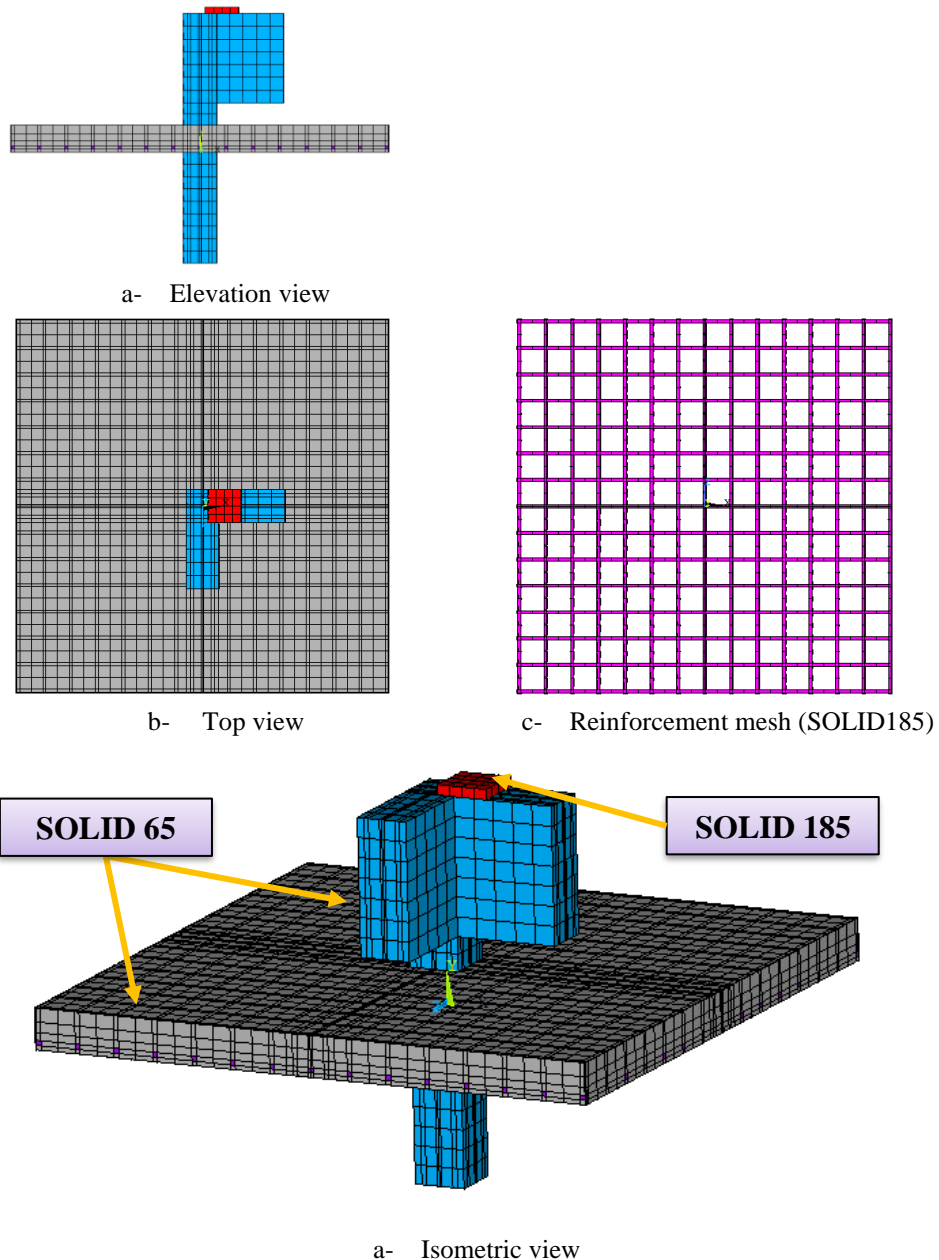 a- Elevation view
b- Top view
c- Reinforcement mesh (SOLID185)
SOLID 65
SOLID 185
Y
a- Isometric view